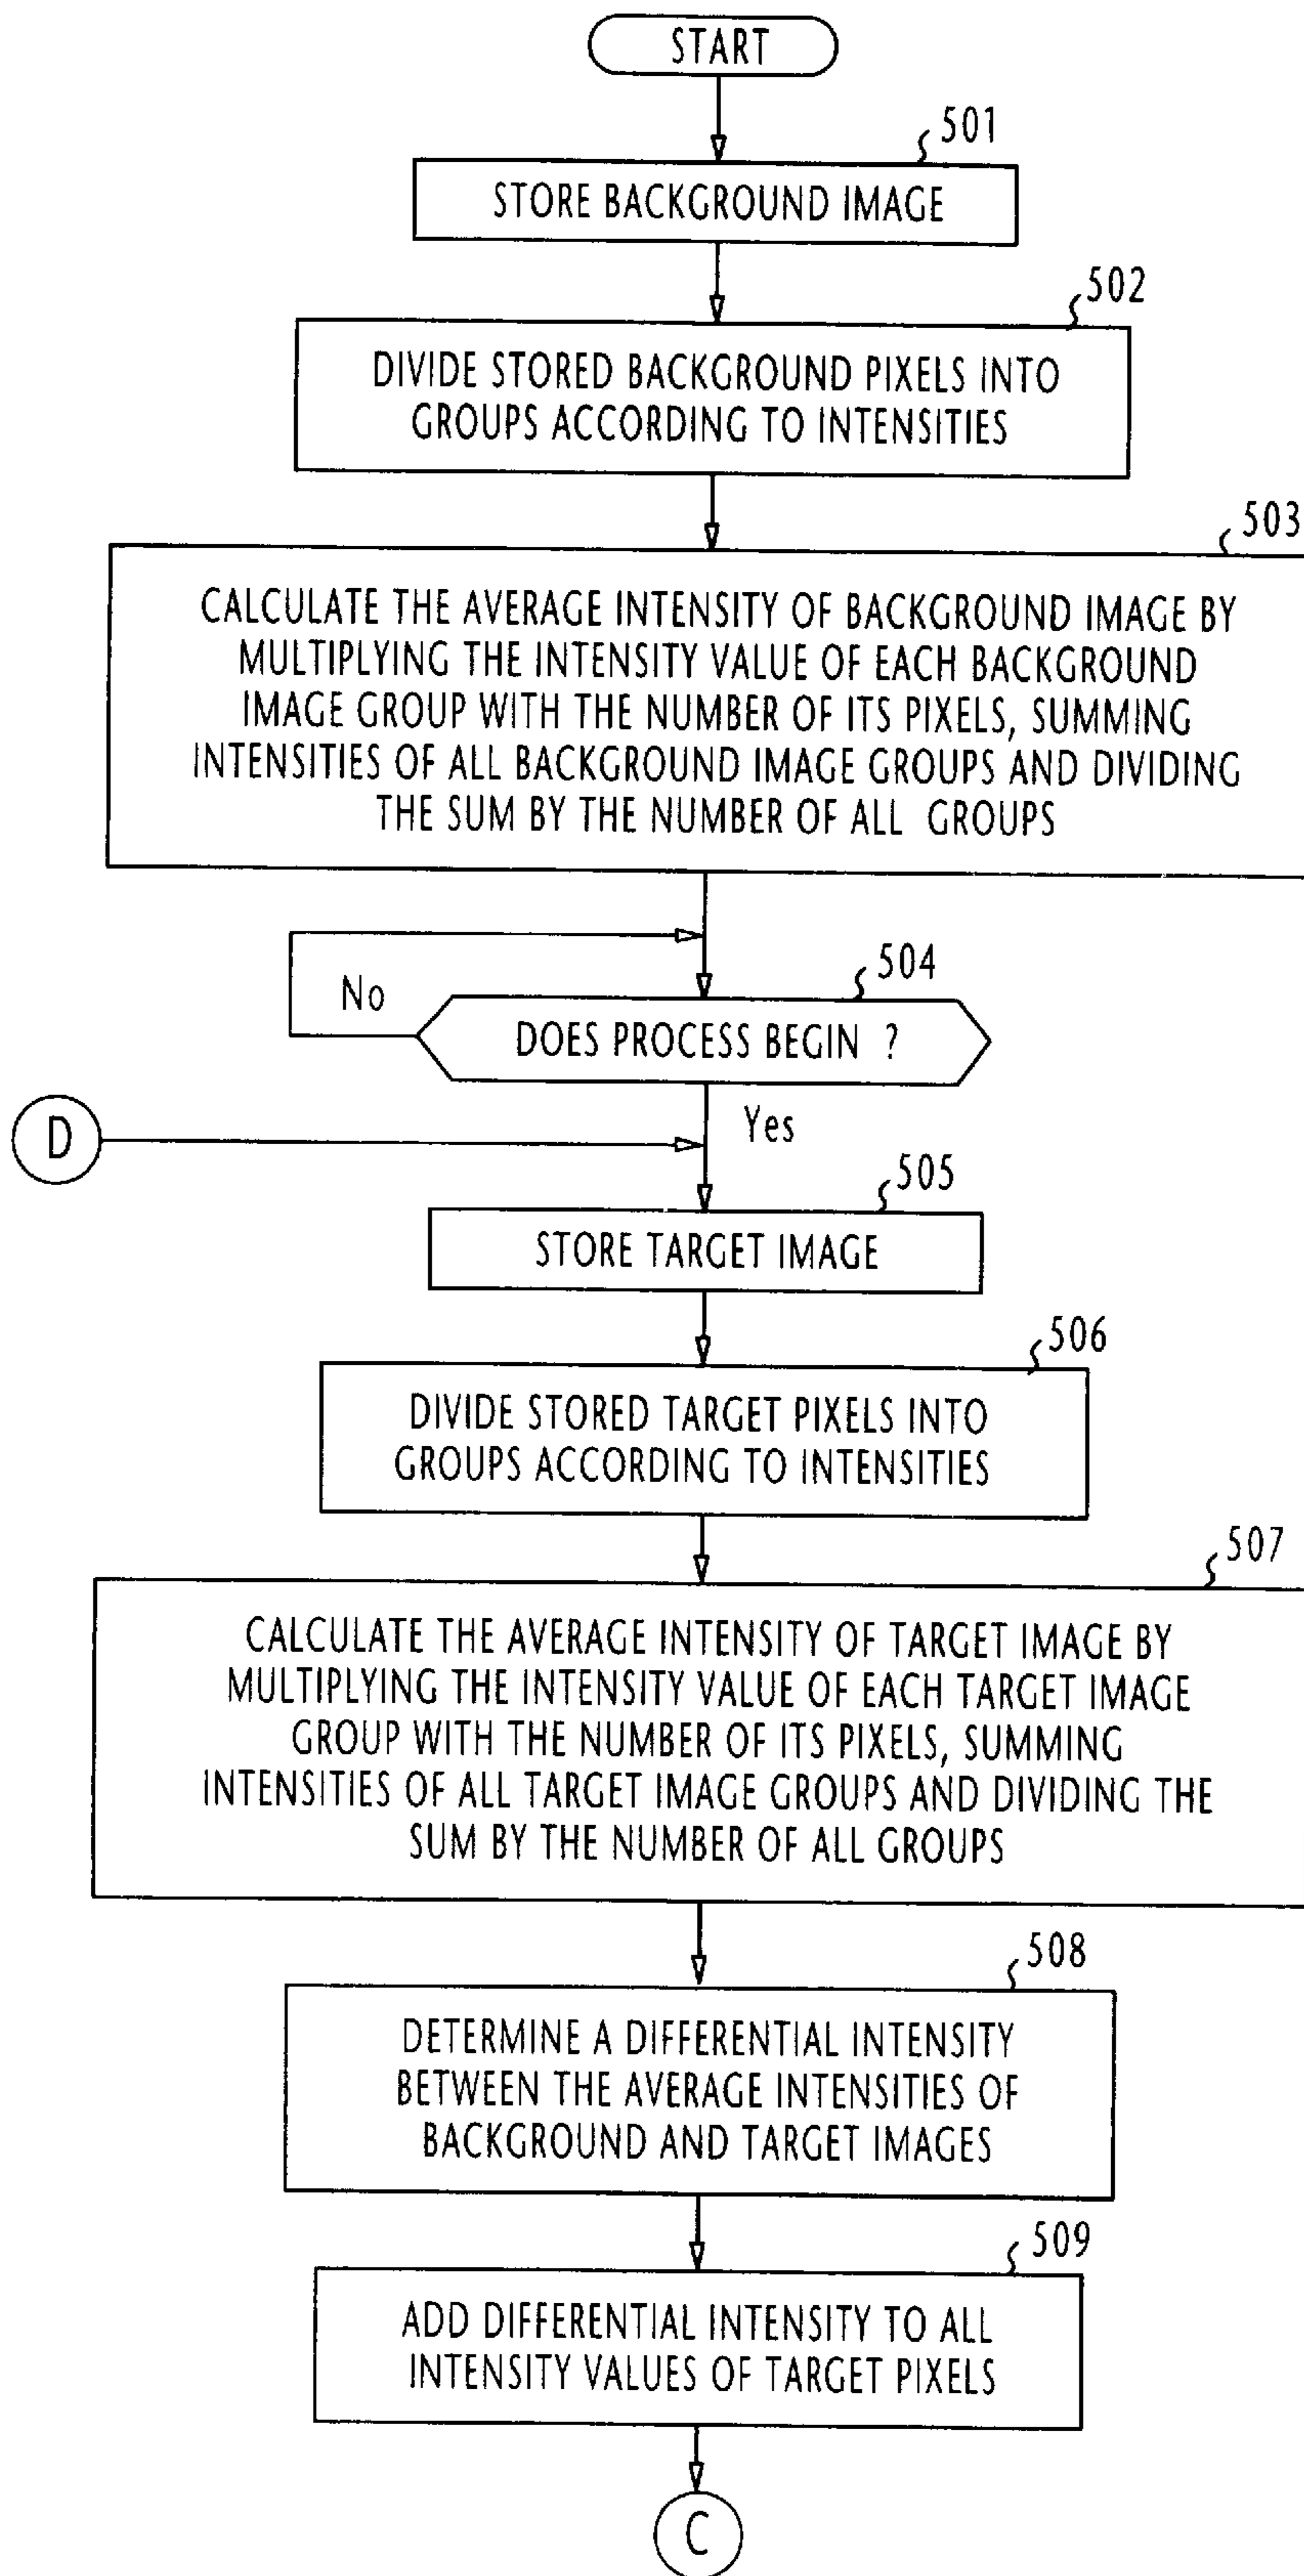 START
501
STORE BACKGROUND IMAGE
502
DIVIDE STORED BACKGROUND PIXELS INTO
GROUPS ACCORDING TO INTENSITIES
503
CALCULATE THE AVERAGE INTENSITY OF BACKGROUND IMAGE BY
MULTIPLYING THE INTENSITY VALUE OF EACH BACKGROUND
IMAGE GROUP WITH THE NUMBER OF ITS PIXELS, SUMMING
INTENSITIES OF ALL BACKGROUND IMAGE GROUPS AND DIVIDING
THE SUM BY THE NUMBER OF ALL GROUPS
504
No
DOES PROCESS BEGIN ?
Yes
D
505
STORE TARGET IMAGE
506
DIVIDE STORED TARGET PIXELS INTO
GROUPS ACCORDING TO INTENSITIES
507
CALCULATE THE AVERAGE INTENSITY OF TARGET IMAGE BY
MULTIPLYING THE INTENSITY VALUE OF EACH TARGET IMAGE
GROUP WITH THE NUMBER OF ITS PIXELS, SUMMING
INTENSITIES OF ALL TARGET IMAGE GROUPS AND DIVIDING THE
SUM BY THE NUMBER OF ALL GROUPS
508
DETERMINE A DIFFERENTIAL INTENSITY
BETWEEN THE AVERAGE INTENSITIES OF
BACKGROUND AND TARGET IMAGES
509
ADD DIFFERENTIAL INTENSITY TO ALL
INTENSITY VALUES OF TARGET PIXELS
C